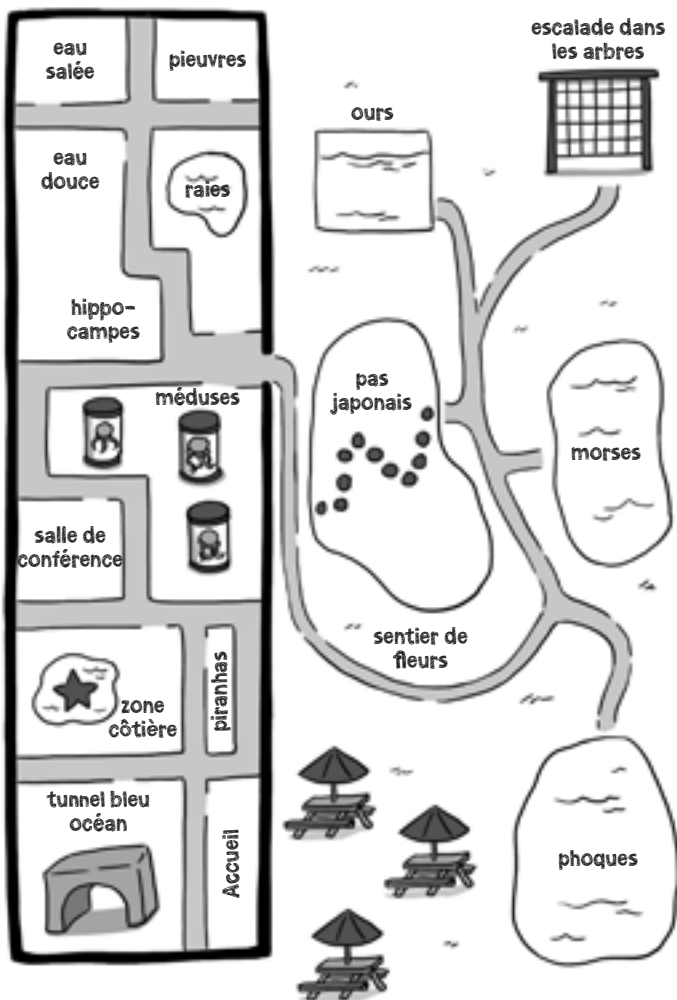 eau
salée
pieuvres
escalade dans
les arbres
ours
eau
douce
raies
hippo-
campes
méduses
pas
japonais
morses
salle de
conférence
sentier de
fleurs
piranhas
zone
côtière
tunnel bleu
océan
Accueil
phoques